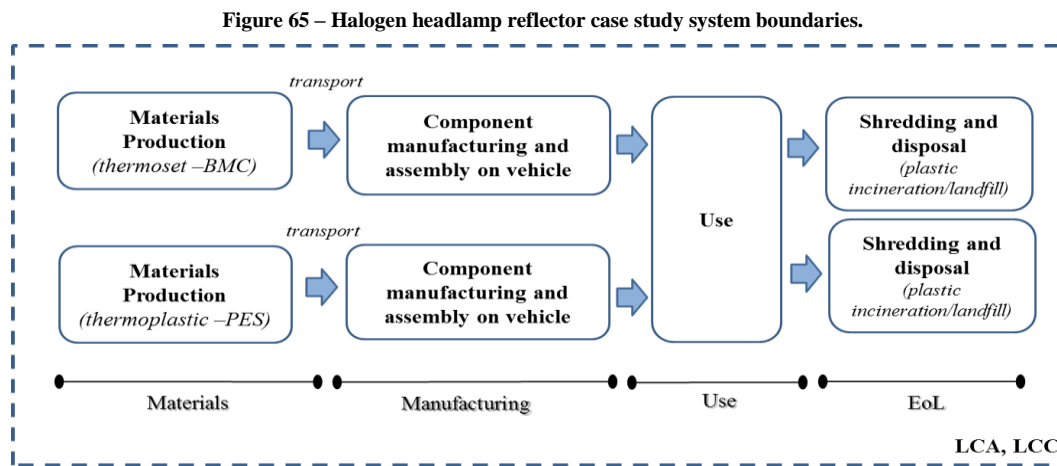 Figure 65 – Halogen headlamp reflector case study system boundaries.
transport
Materials
Production
(thermoset –BMC)
Component
manufacturing and
assembly on vehicle
Use
Shredding and
disposal
(plastic
incineration/landfill)
transport
Materials
Production
(thermoplastic –PES)
Component
manufacturing and
assembly on vehicle
Shredding and
disposal
(plastic
incineration/landfill)
Materials
Manufacturing
Use
EoL
LCA, LCC